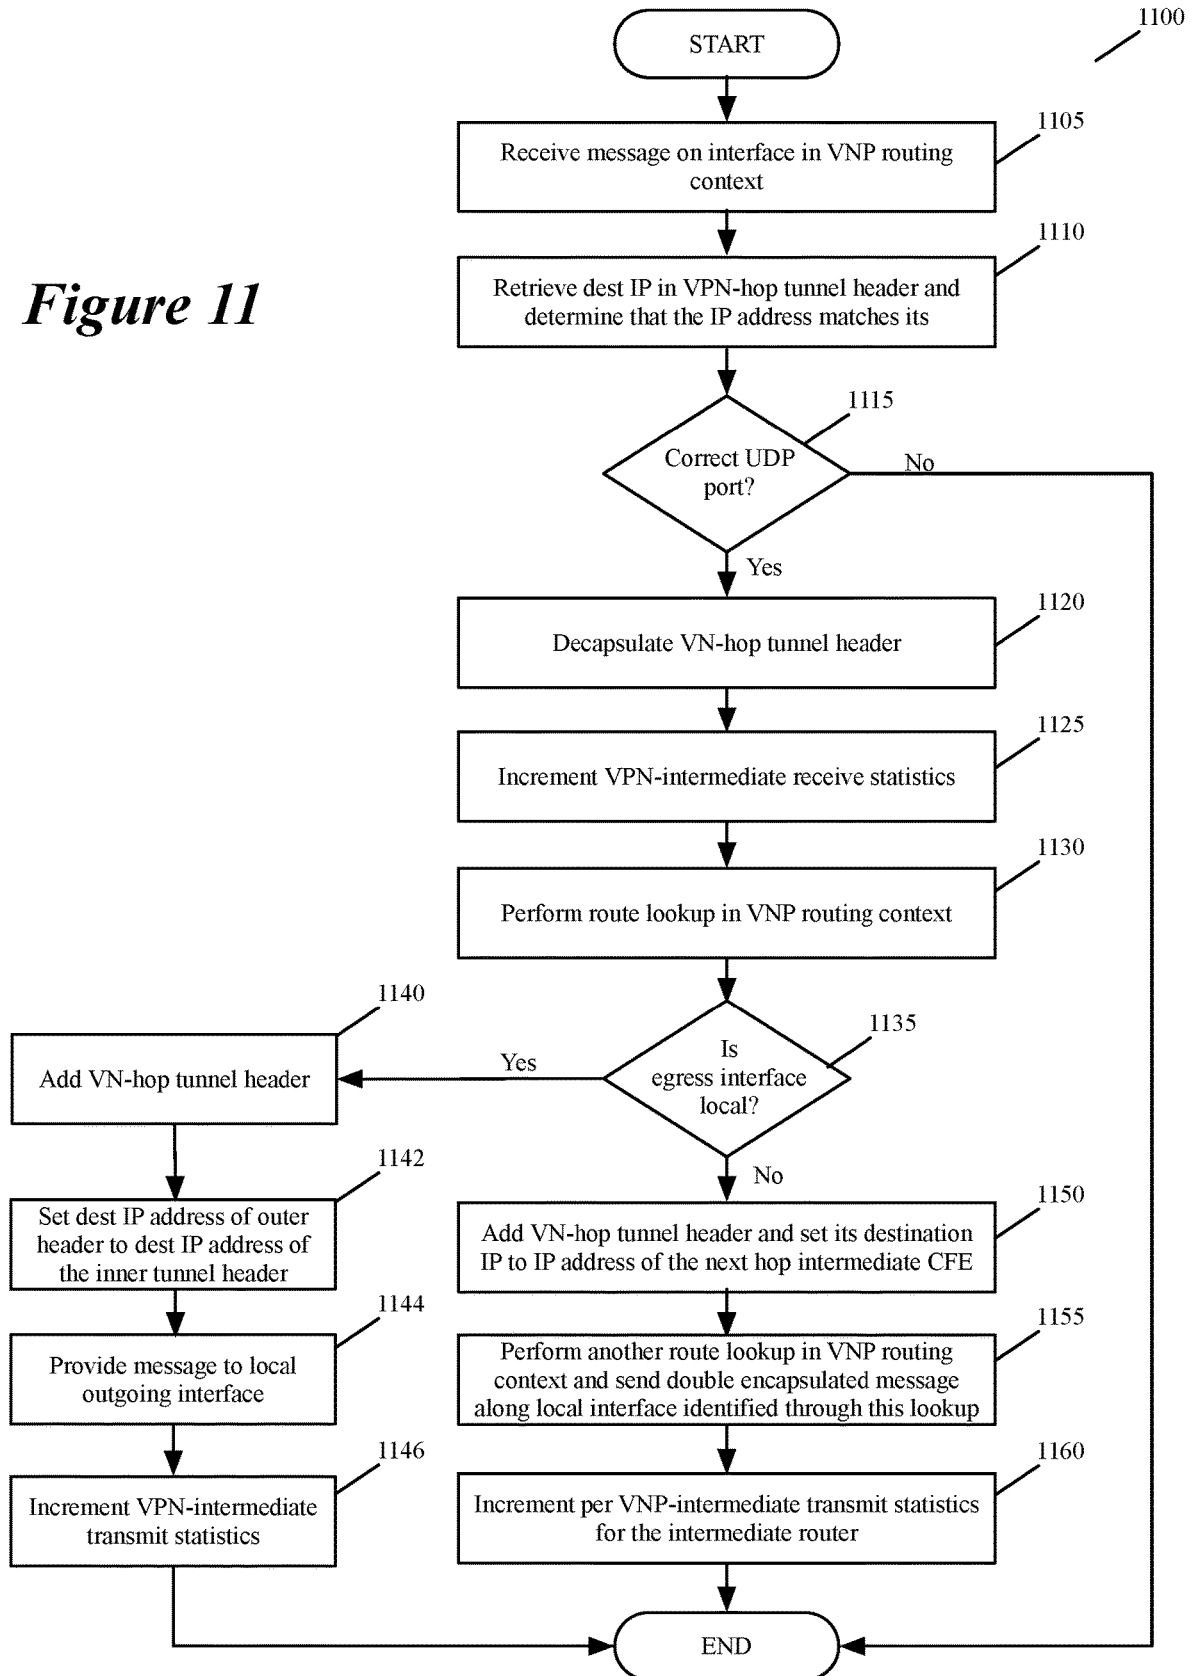 START
1100
1105
Receive message on interface in VNP routing
context
1110
Retrieve dest IP in VPN-hop tunnel header and
determine that the IP address matches its
Figure 11
1115
Correct UDP
port?
No
Yes
1120
Decapsulate VN-hop tunnel header
1125
Increment VPN-intermediate receive statistics
1130
Perform route lookup in VNP routing context
1135
Is
egress interface
local?
Yes
1140
Add VN-hop tunnel header
1142
Set dest IP address of outer
header to dest IP address of
the inner tunnel header
1144
Provide message to local
outgoing interface
1146
Increment VPN-intermediate
transmit statistics
No
1150
Add VN-hop tunnel header and set its destination
IP to IP address of the next hop intermediate CFE
1155
Perform another route lookup in VNP routing
context and send double encapsulated message
along local interface identified through this lookup
1160
Increment per VNP-intermediate transmit statistics
for the intermediate router
END